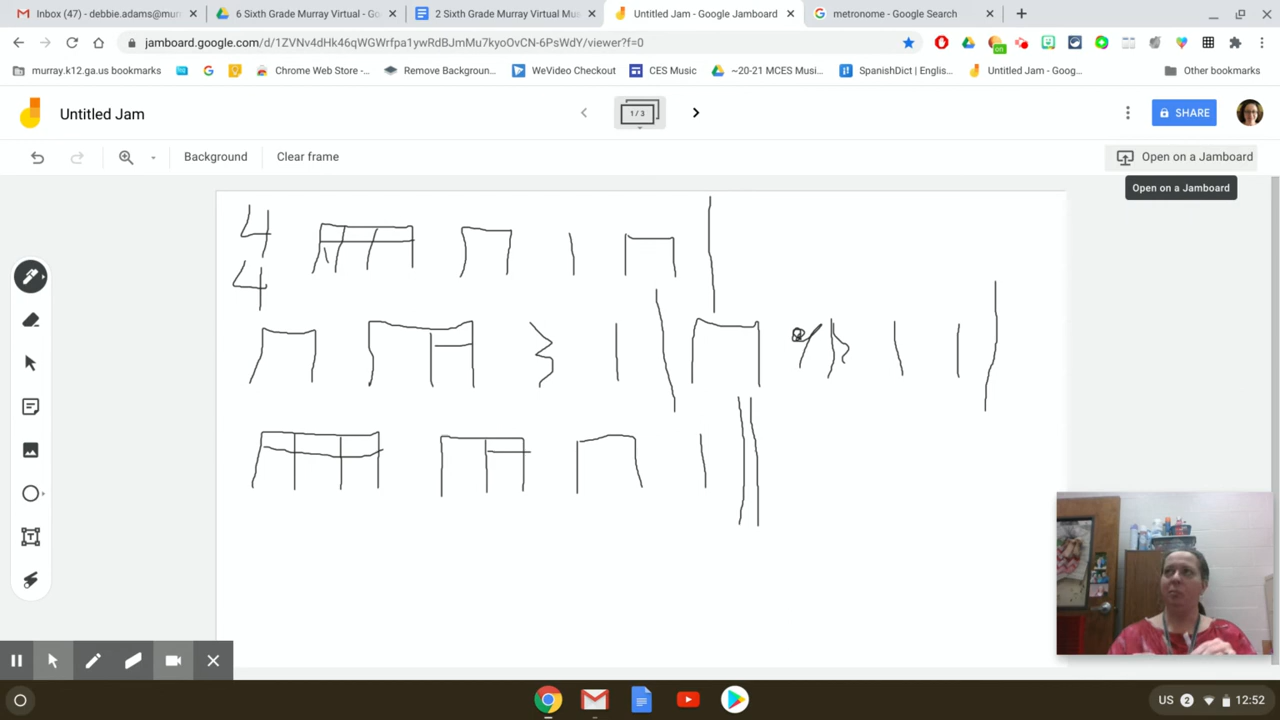 Inbox (47) - debbie.adams@mur
6 Sixth Grade Murray Virtual - Go
2 Sixth Grade Murray Virtual Mus
Untitled Jam - Google Jamboard
metronome - Google Search
jamboard.google.com/d/1ZVNv4dHk46qWGWrfpa1ywRdBJmMu7kyoOvCN-6PsWdY/viewer?f=0
on
murray.k12.ga.us bookmarks
Chrome Web Store -...
Remove Backgroun...
WeVideo Checkout
CES Music
~20-21 MCES Musi...
SpanishDict | Englis...
Untitled Jam - Goog...
Other bookmarks
Untitled Jam
1 / 3
SHARE
Background
Clear frame
Open on a Jamboard
Open on a Jamboard
4
4
US 2 12:52